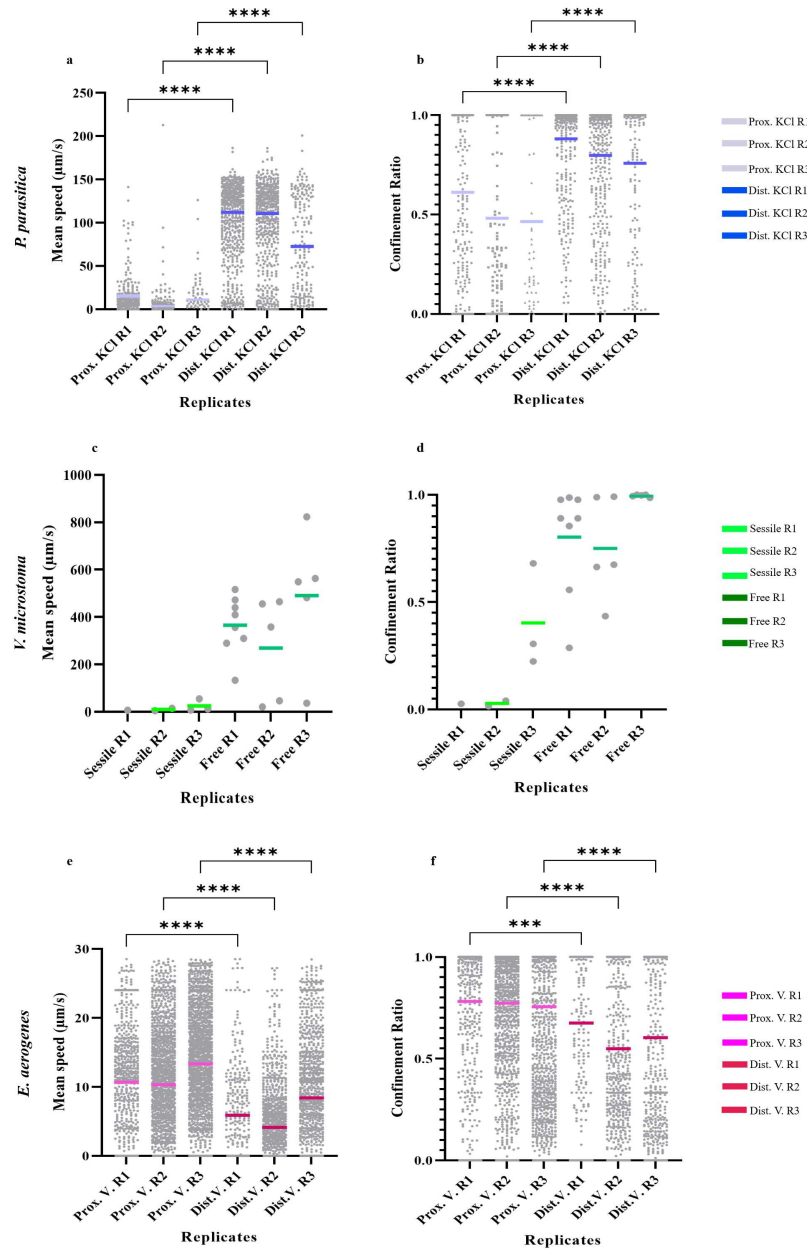 **** ****
a **** b ****
**** ****
P. parasitica
Mean speed (µm/s)
250
200
150
100
50
0
Prox. KCl R1
Prox. KCl R2
Prox. KCl R3
Dist. KCl R1
Dist. KCl R2
Dist. KCl R3
Replicates
Confinement Ratio
1.0
0.5
0.0
Prox. KCl R1
Prox. KCl R2
Prox. KCl R3
Dist. KCl R1
Dist. KCl R2
Dist. KCl R3
Replicates
Prox. KCl R1
Prox. KCl R2
Prox. KCl R3
Dist. KCl R1
Dist. KCl R2
Dist. KCl R3
c
V. microstoma
Mean speed (µm/s)
1000
800
600
400
200
0
Sessile R1
Sessile R2
Sessile R3
Free R1
Free R2
Free R3
Replicates
d
Confinement Ratio
1.0
0.5
0.0
Sessile R1
Sessile R2
Sessile R3
Free R1
Free R2
Free R3
Replicates
Sessile R1
Sessile R2
Sessile R3
Free R1
Free R2
Free R3
e
****
****
****
E. aerogenes
Mean speed (µm/s)
30
20
10
0
Prox. V. R1
Prox. V. R2
Prox. V. R3
Dist.V. R1
Dist.V. R2
Dist.V. R3
Replicates
f
****
****
***
Confinement Ratio
1.0
0.5
0.0
Prox. V. R1
Prox. V. R2
Prox. V. R3
Dist.V. R1
Dist.V. R2
Dist.V. R3
Replicates
Prox. V. R1
Prox. V. R2
Prox. V. R3
Dist. V. R1
Dist. V. R2
Dist. V. R3